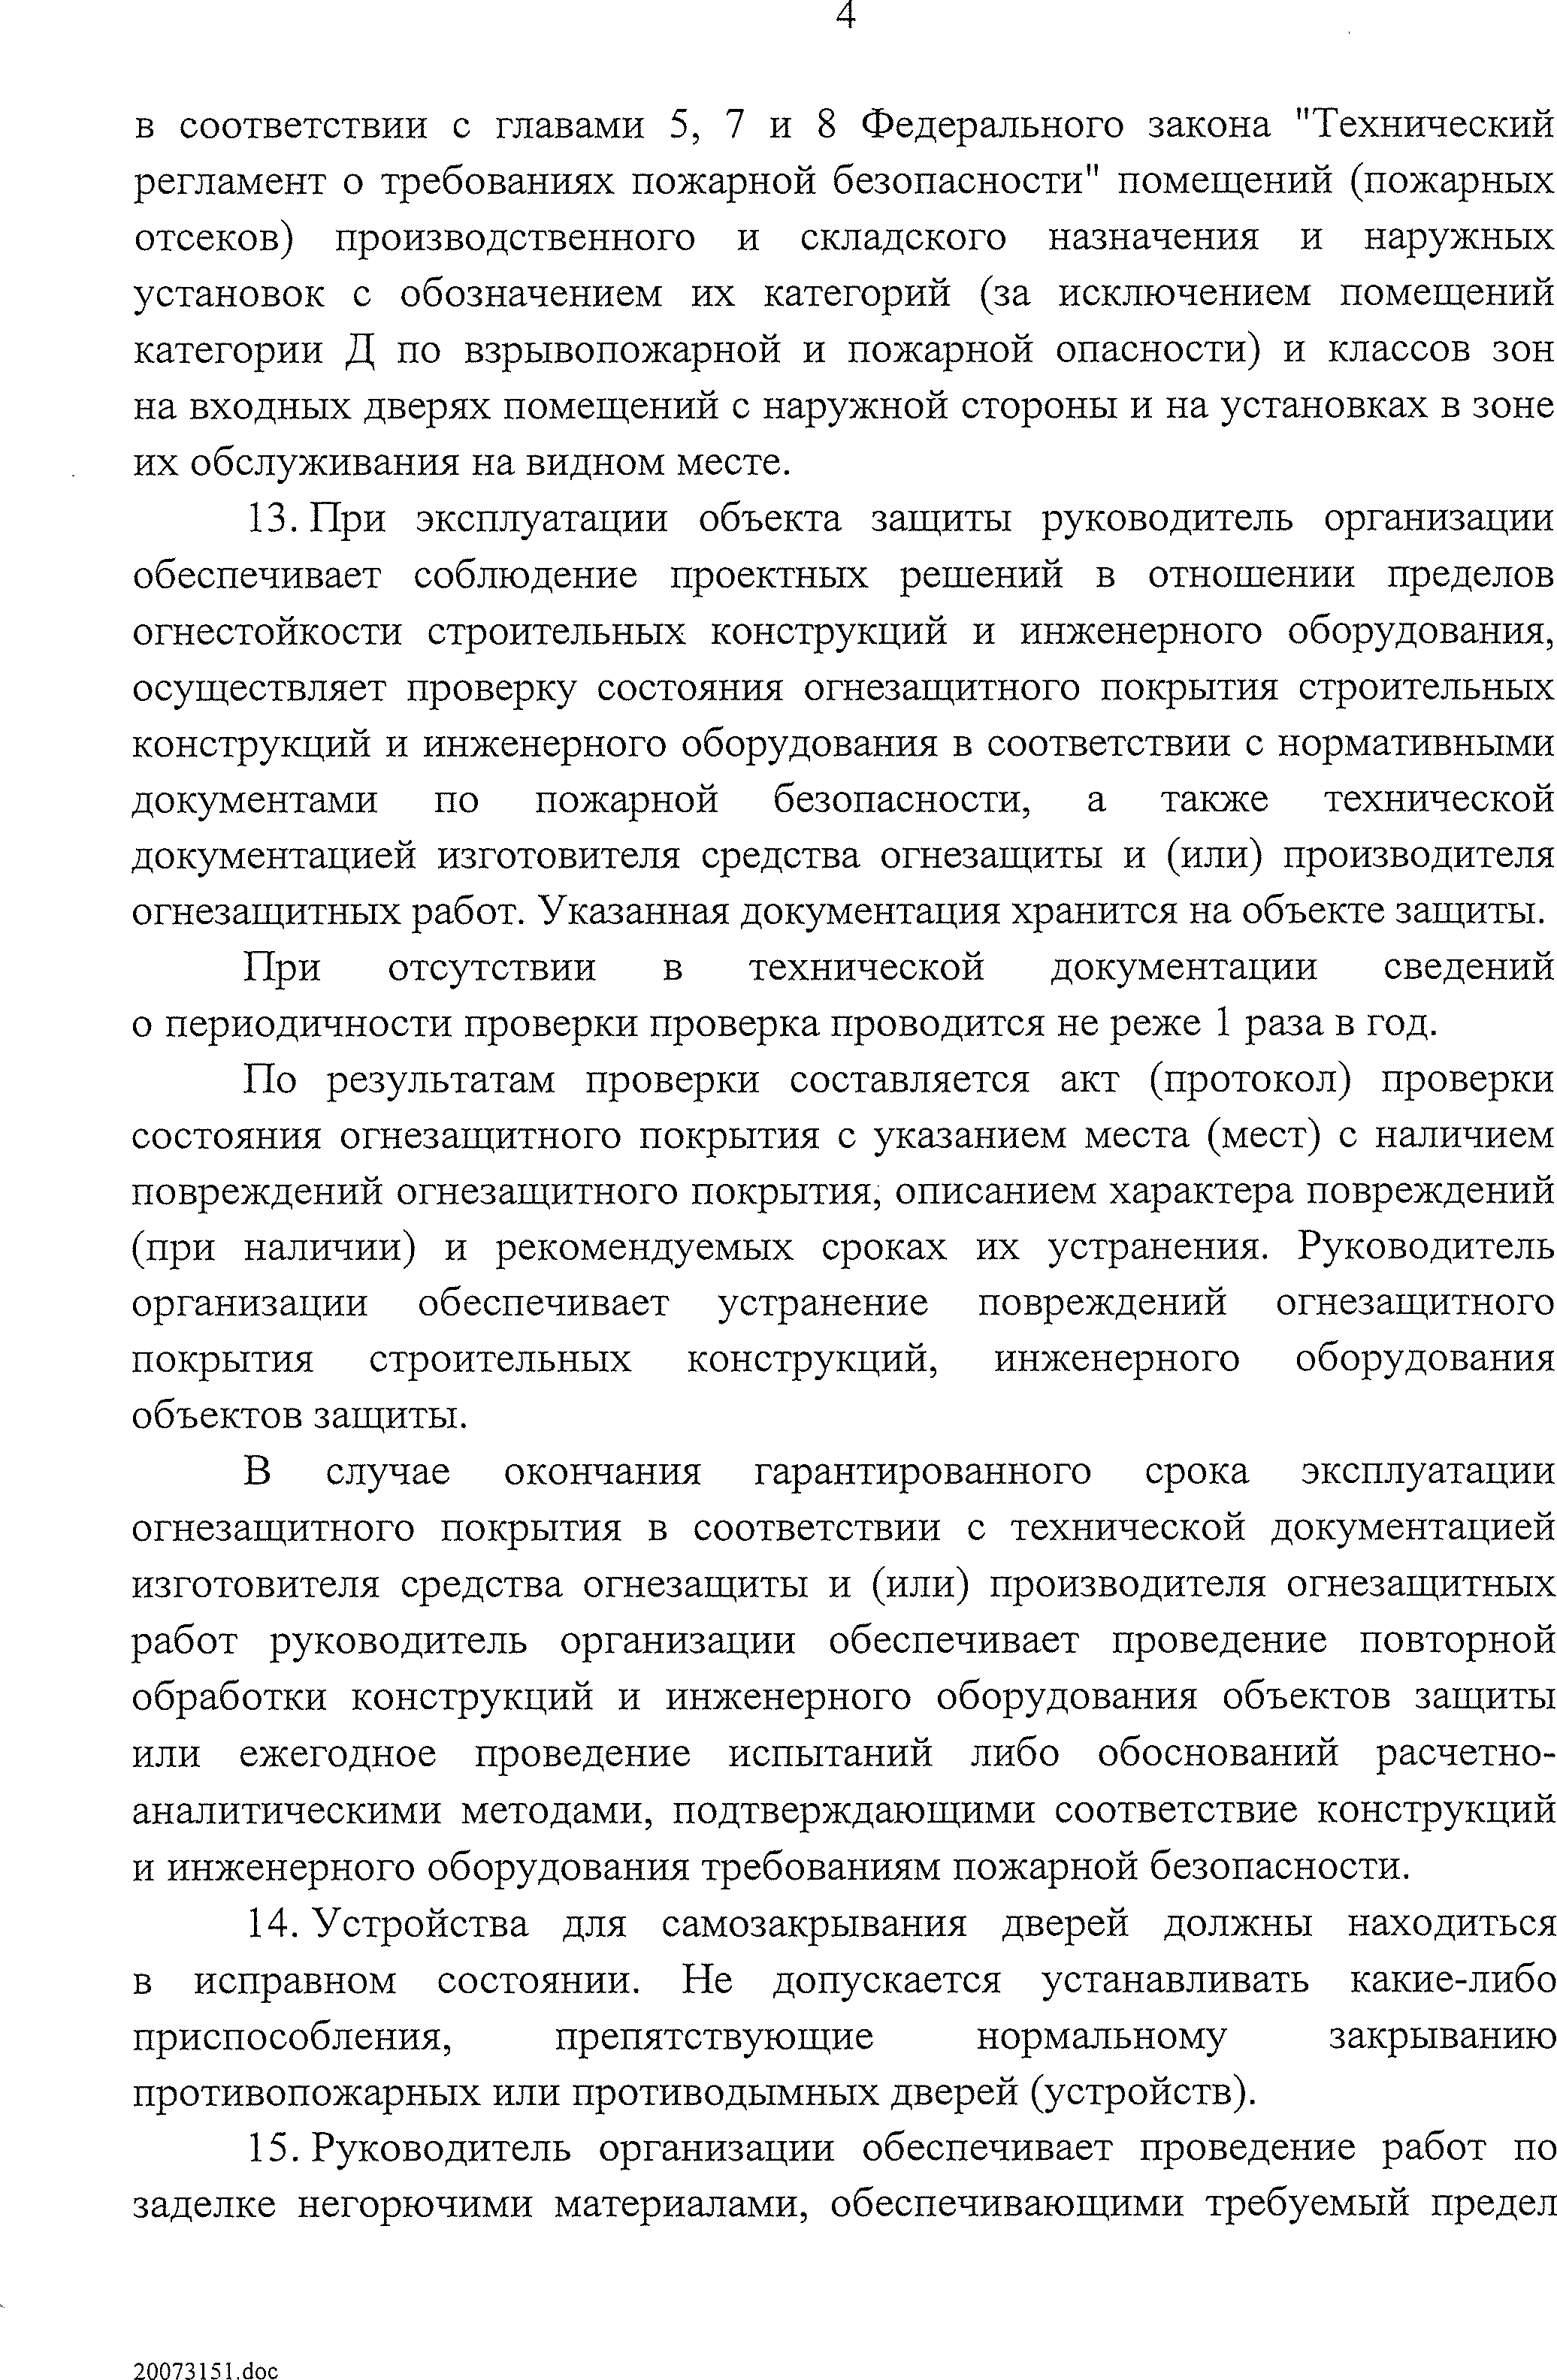 4
в соответствии с главами 5, 7 и 8 Федерального закона "Технический
регламент о требованиях пожарной безопасности" помещений (пожарных
отсеков) производственного и складского назначения и наружных
установок с обозначением их категорий (за исключением помещений
категории Д по взрывопожарной и пожарной опасности) и классов зон
на входных дверях помещений с наружной стороны и на установках в зоне
их обслуживания на видном месте.
13. При эксплуатации объекта защиты руководитель организации
обеспечивает соблюдение проектных решений в отношении пределов
огнестойкости строительных конструкций и инженерного оборудования,
осуществляет проверку состояния огнезащитного покрытия строительных
конструкций и инженерного оборудования в соответствии с нормативными
документами по пожарной безопасности, а также технической
документацией изготовителя средства огнезащиты и (или) производителя
огнезащитных работ. Указанная документация хранится на объекте защиты.
При отсутствии в технической документации сведений
о периодичности проверки проверка проводится не реже 1 раза в год.
По результатам проверки составляется акт (протокол) проверки
состояния огнезащитного покрытия с указанием места (мест) с наличием
повреждений огнезащитного покрытия, описанием характера повреждений
(при наличии) и рекомендуемых сроках их устранения. Руководитель
организации обеспечивает устранение повреждений огнезащитного
покрытия строительных конструкций, инженерного оборудования
объектов защиты.
В случае окончания гарантированного срока эксплуатации
огнезащитного покрытия в соответствии с технической документацией
изготовителя средства огнезащиты и (или) производителя огнезащитных
работ руководитель организации обеспечивает проведение повторной
обработки конструкций и инженерного оборудования объектов защиты
или ежегодное проведение испытаний либо обоснований расчетно-
аналитическими методами, подтверждающими соответствие конструкций
и инженерного оборудования требованиям пожарной безопасности.
14. Устройства для самозакрывания дверей должны находиться
в исправном состоянии. Не допускается устанавливать какие-либо
приспособления, препятствующие нормальному закрыванию
противопожарных или противодымных дверей (устройств).
15. Руководитель организации обеспечивает проведение работ по
заделке негорючими материалами, обеспечивающими требуемый предел
20073151.doc